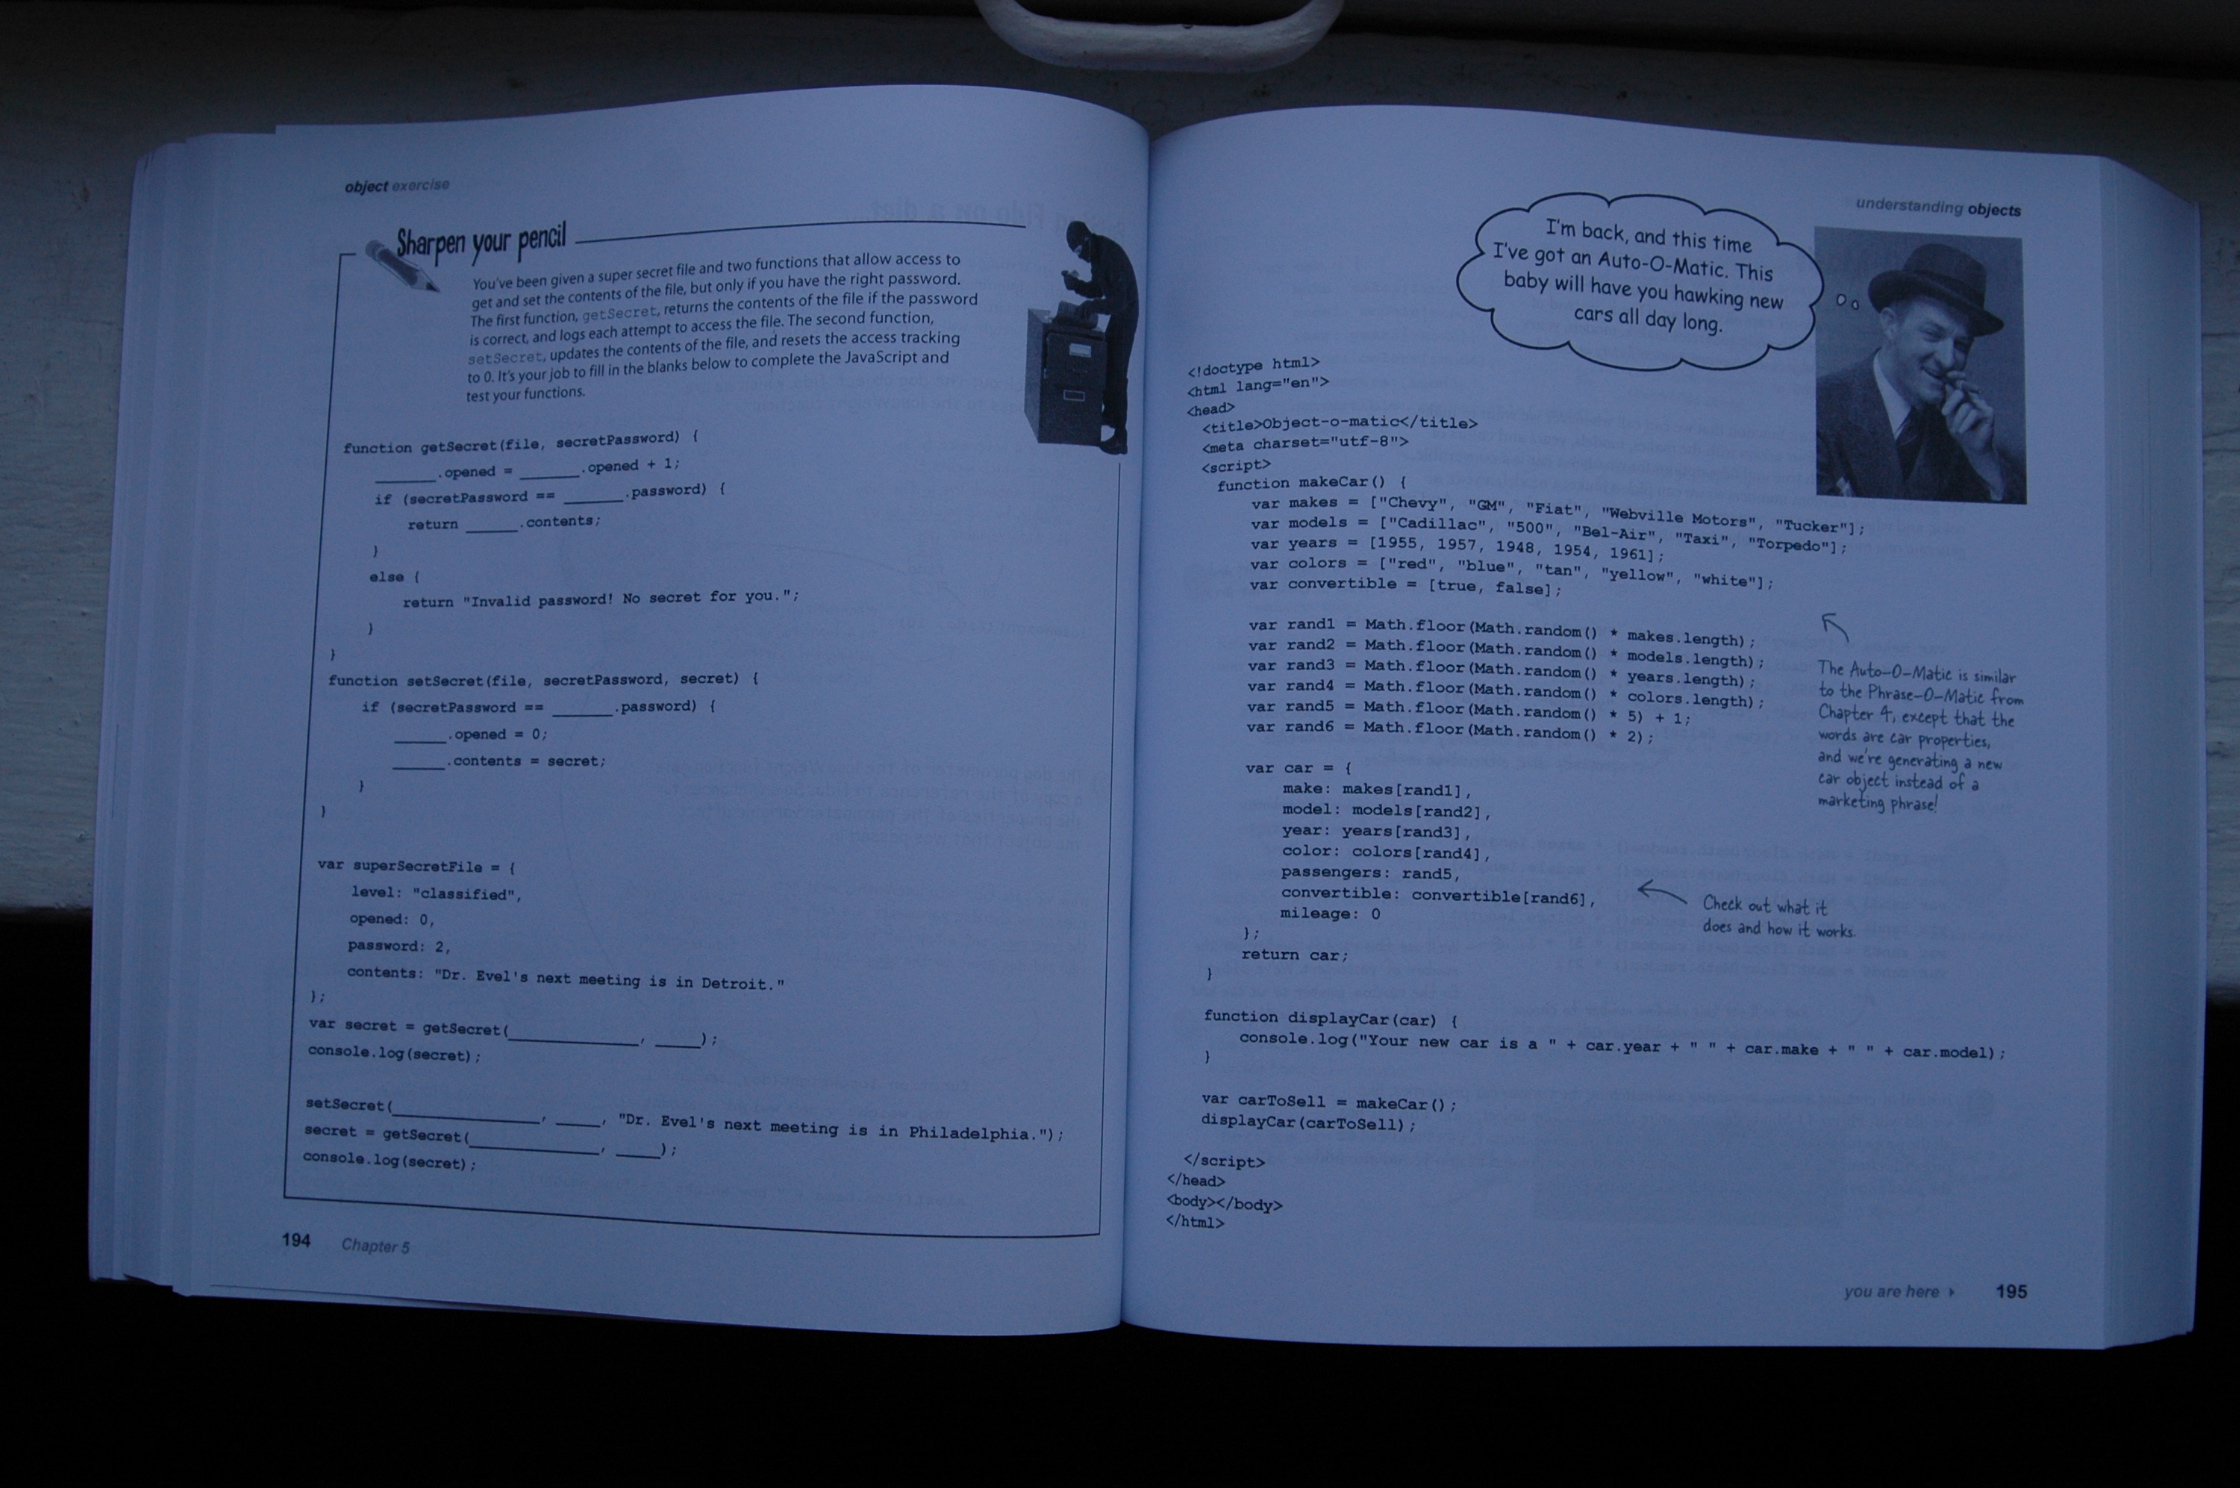 object exercise
Sharpen your pencil
You've been given a super secret file and two functions that allow access to
get and set the contents of the file, but only if you have the right password.
The first function, getSecret, returns the contents of the file if the password
is correct, and logs each attempt to access the file. The second function,
setSecret, updates the contents of the file, and resets the access tracking
to 0. It's your job to fill in the blanks below to complete the JavaScript and
test your functions.
function getSecret(file, secretPassword) {
______.opened = ______.opened + 1;
if (secretPassword == ______.password) {
return _____.contents;
}
else {
return "Invalid password! No secret for you.";
}
}
function setSecret(file, secretPassword, secret) {
if (secretPassword == ______.password) {
_____.opened = 0;
_____.contents = secret;
}
}
var superSecretFile = {
level: "classified",
opened: 0,
password: 2,
contents: "Dr. Evel's next meeting is in Detroit."
};
var secret = getSecret(_____________, ____);
console.log(secret);
setSecret(_______________, ____, "Dr. Evel's next meeting is in Philadelphia.");
secret = getSecret(_____________, ____);
console.log(secret);
194 Chapter 5
understanding objects
I'm back, and this time
I've got an Auto-O-Matic. This
baby will have you hawking new
cars all day long.
<!doctype html>
<html lang="en">
<head>
<title>Object-o-matic</title>
<meta charset="utf-8">
<script>
function makeCar() {
var makes = ["Chevy", "GM", "Fiat", "Webville Motors", "Tucker"];
var models = ["Cadillac", "500", "Bel-Air", "Taxi", "Torpedo"];
var years = [1955, 1957, 1948, 1954, 1961];
var colors = ["red", "blue", "tan", "yellow", "white"];
var convertible = [true, false];
var rand1 = Math.floor(Math.random() * makes.length);
var rand2 = Math.floor(Math.random() * models.length);
var rand3 = Math.floor(Math.random() * years.length);
var rand4 = Math.floor(Math.random() * colors.length);
var rand5 = Math.floor(Math.random() * 5) + 1;
var rand6 = Math.floor(Math.random() * 2);
The Auto-O-Matic is similar
to the Phrase-O-Matic from
Chapter 4, except that the
words are car properties,
and we're generating a new
car object instead of a
marketing phrase!
var car = {
make: makes[rand1],
model: models[rand2],
year: years[rand3],
color: colors[rand4],
passengers: rand5,
convertible: convertible[rand6],
mileage: 0
};
return car;
}
Check out what it
does and how it works.
function displayCar(car) {
console.log("Your new car is a " + car.year + " " + car.make + " " + car.model);
}
var carToSell = makeCar();
displayCar(carToSell);
</script>
</head>
<body></body>
</html>
you are here 195